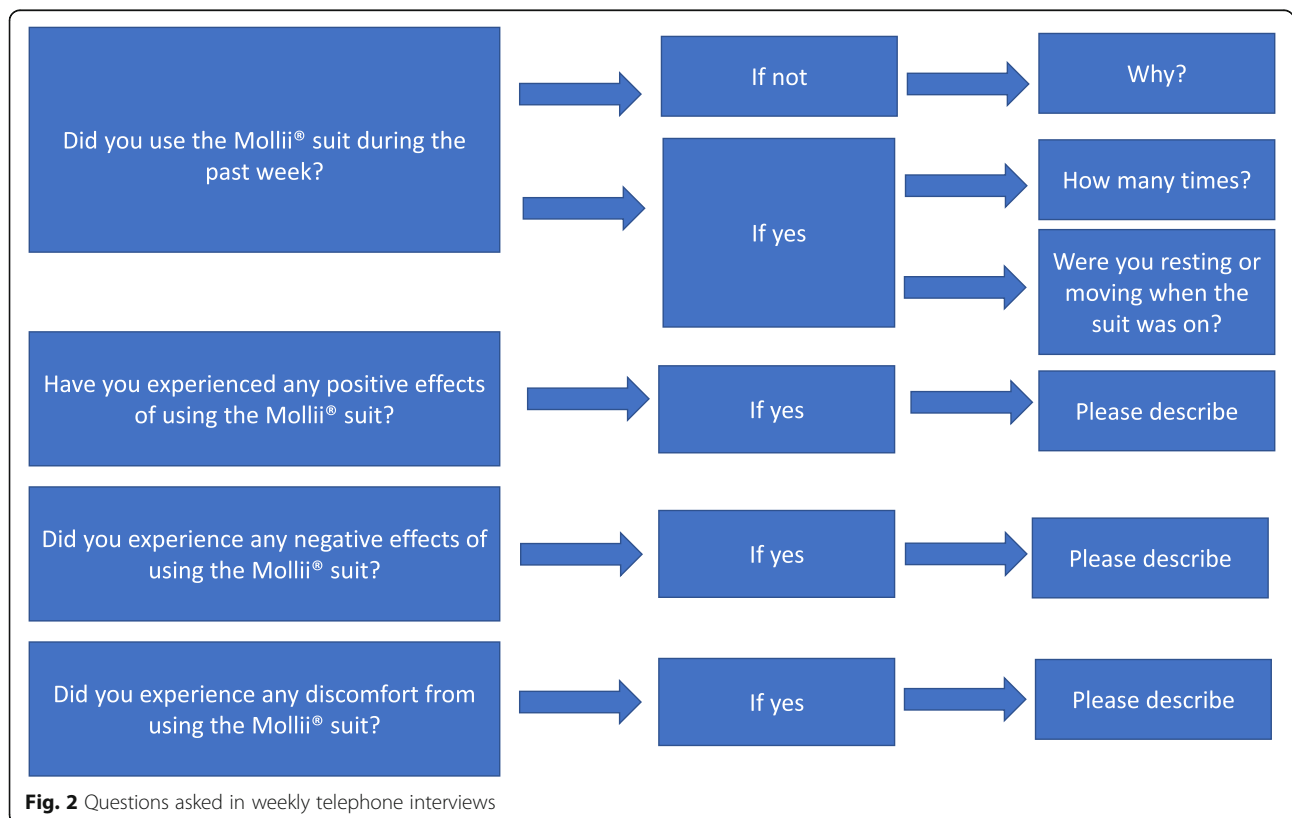 Did you use the Mollii® suit during the
past week?
If not
Why?
If yes
How many times?
Were you resting or
moving when the
suit was on?
Have you experienced any positive effects
of using the Mollii® suit?
If yes
Please describe
Did you experience any negative effects of
using the Mollii® suit?
If yes
Please describe
Did you experience any discomfort from
using the Mollii® suit?
If yes
Please describe
Fig. 2 Questions asked in weekly telephone interviews